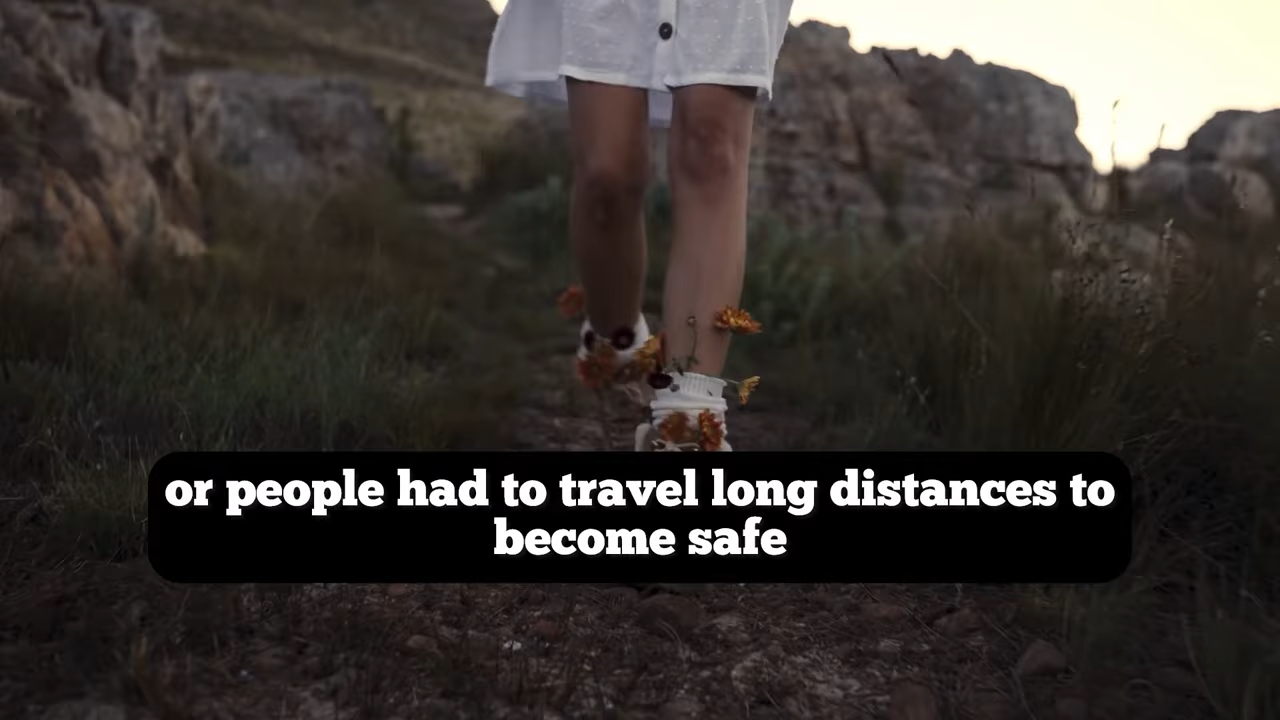 or people had to travel long distances to
become safe